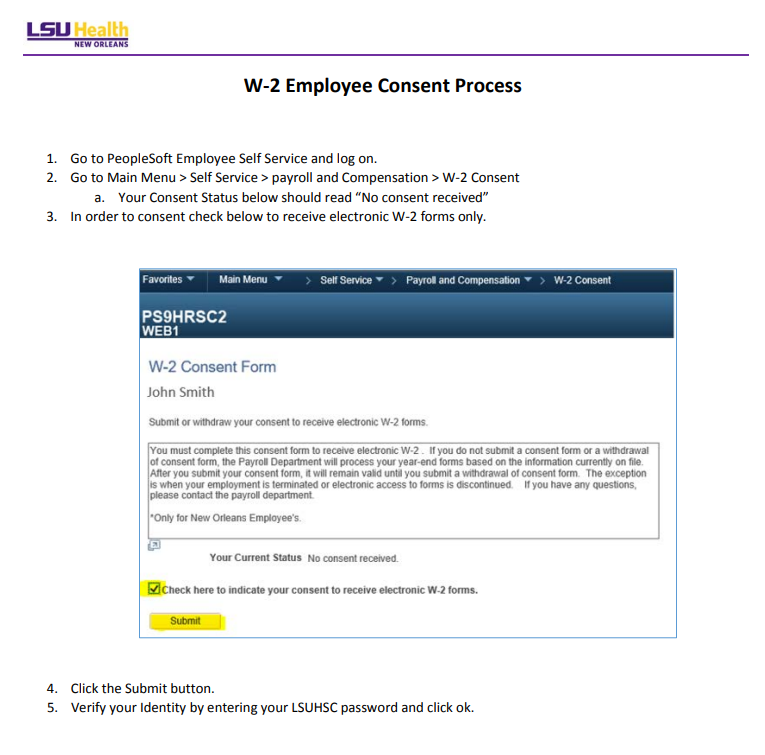 LSU Health
NEW ORLEANS
W-2 Employee Consent Process
1. Go to PeopleSoft Employee Self Service and log on.
2. Go to Main Menu > Self Service > payroll and Compensation > W-2 Consent
a. Your Consent Status below should read “No consent received”
3. In order to consent check below to receive electronic W-2 forms only.
Favorites Main Menu > Self Service > Payroll and Compensation > W-2 Consent
PS9HRSC2
WEB1
W-2 Consent Form
John Smith
Submit or withdraw your consent to receive electronic W-2 forms.
You must complete this consent form to receive electronic W-2 . If you do not submit a consent form or a withdrawal
of consent form, the Payroll Department will process your year-end forms based on the information currently on file.
After you submit your consent form, it will remain valid until you submit a withdrawal of consent form. The exception
is when your employment is terminated or electronic access to forms is discontinued. If you have any questions,
please contact the payroll department.
*Only for New Orleans Employee's.
Your Current Status No consent received.
Check here to indicate your consent to receive electronic W-2 forms.
Submit
4. Click the Submit button.
5. Verify your Identity by entering your LSUHSC password and click ok.